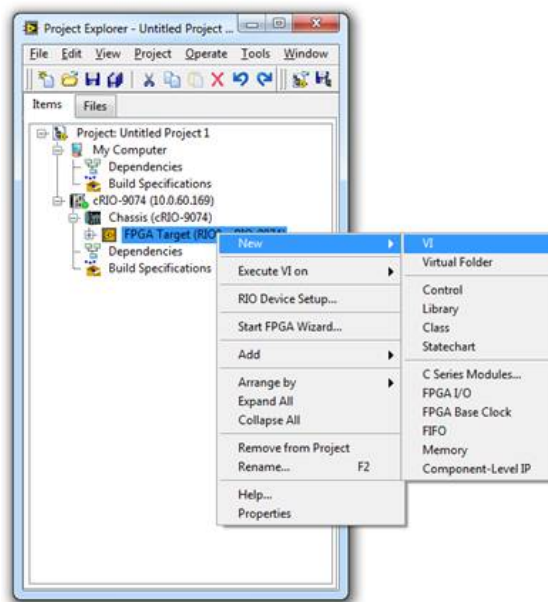 Project Explorer - Untitled Project ...
File Edit View Project Operate Tools Window
Items Files
Project: Untitled Project 1
My Computer
Dependencies
Build Specifications
cRIO-9074 (10.0.60.169)
Chassis (cRIO-9074)
FPGA Target
Dependencies
Build Specifications
New
Execute VI on
RIO Device Setup...
Start FPGA Wizard...
Add
Arrange by
Expand All
Collapse All
Remove from Project
Rename... F2
Help...
Properties
VI
Virtual Folder
Control
Library
Class
Statechart
C Series Modules...
FPGA I/O
FPGA Base Clock
FIFO
Memory
Component-Level IP